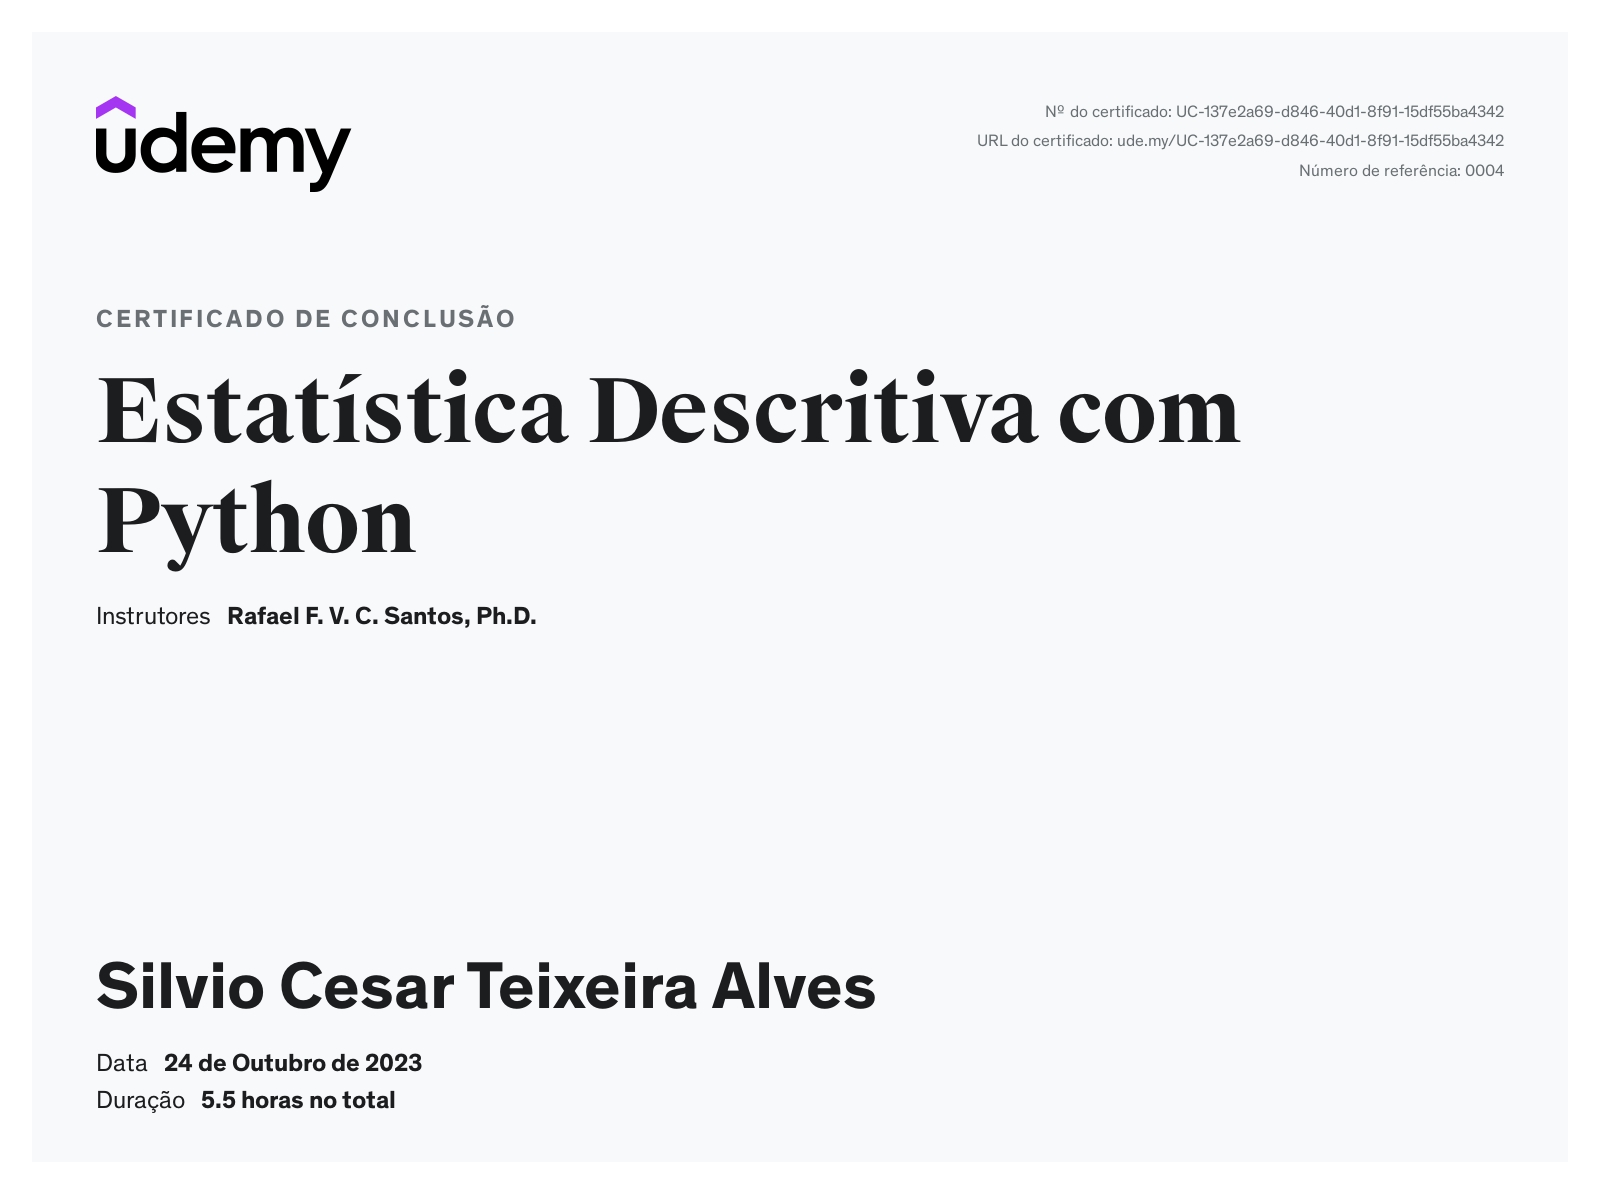 udemy
Nº do certificado: UC-137e2a69-d846-40d1-8f91-15df55ba4342
URL do certificado: ude.my/UC-137e2a69-d846-40d1-8f91-15df55ba4342
Número de referência: 0004
CERTIFICADO DE CONCLUSÃO
Estatística Descritiva com
Python
Instrutores Rafael F. V. C. Santos, Ph.D.
Silvio Cesar Teixeira Alves
Data 24 de Outubro de 2023
Duração 5.5 horas no total